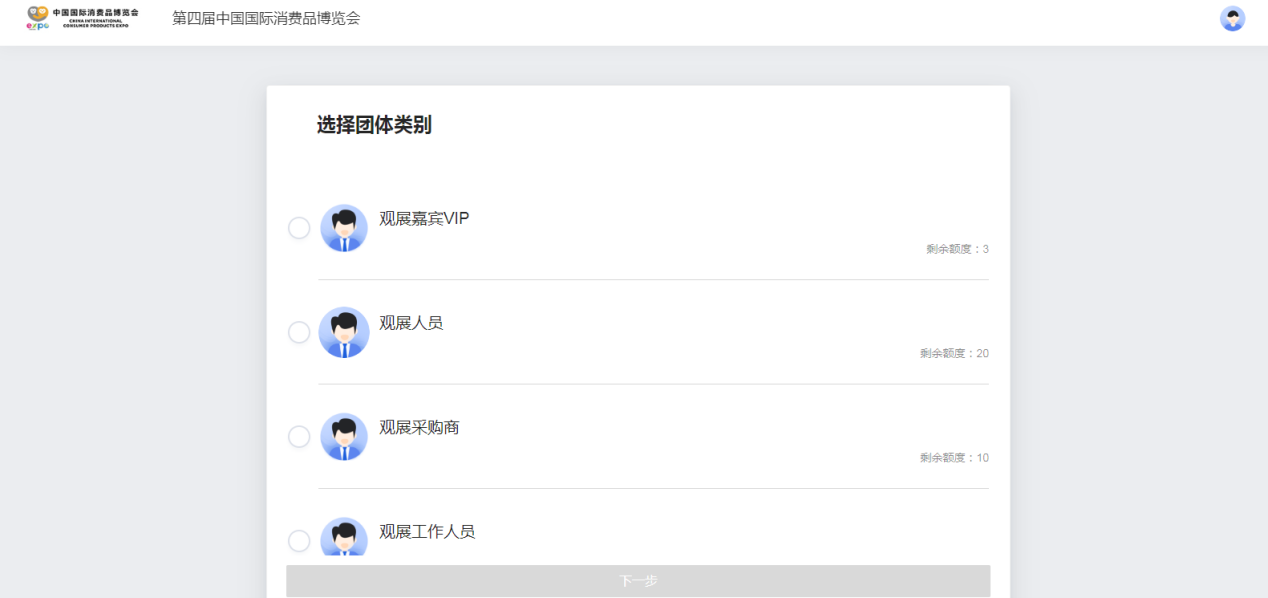 中国国际消费品博览会
CHINA INTERNATIONAL
CONSUMER PRODUCTS EXPO
expo
第四届中国国际消费品博览会
选择团体类别
观展嘉宾VIP
剩余额度：3
观展人员
剩余额度：20
观展采购商
剩余额度：10
观展工作人员
下一步